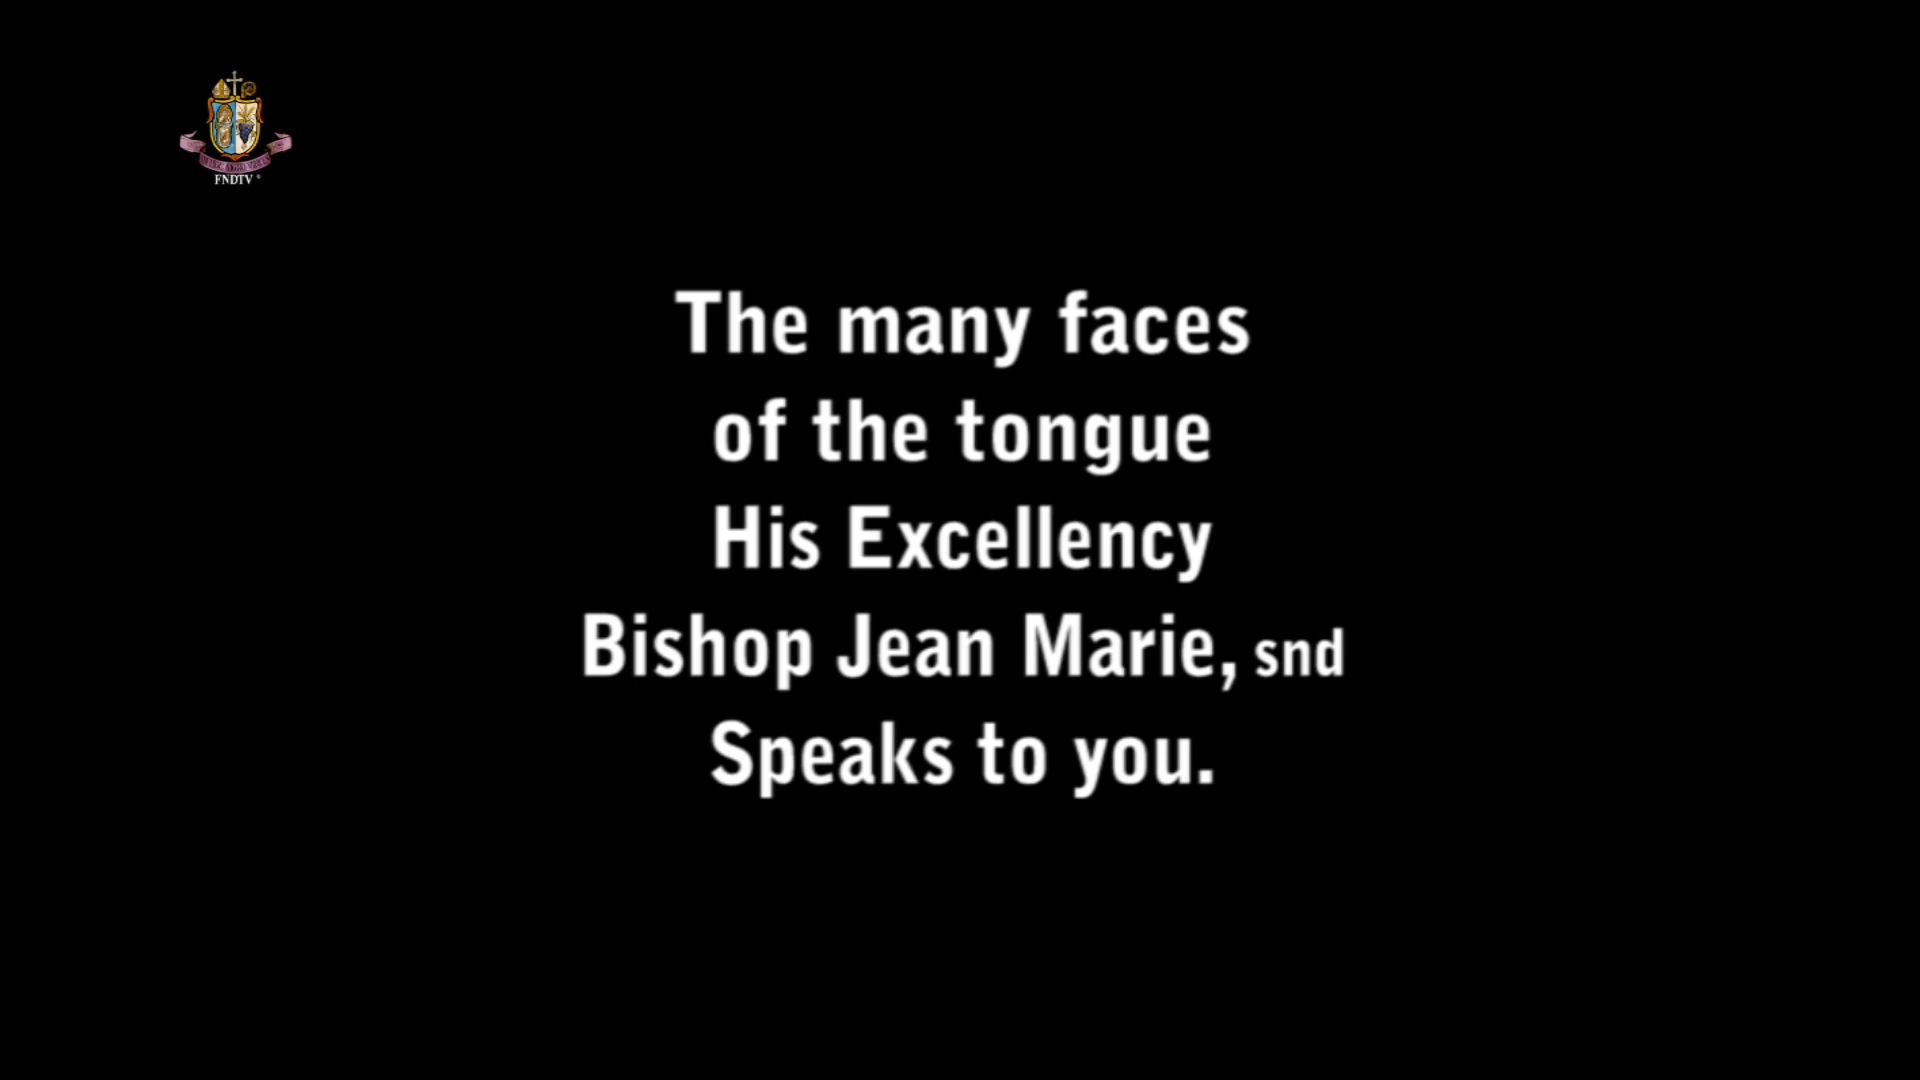 FNDTV
The many faces
of the tongue
His Excellency
Bishop Jean Marie, snd
Speaks to you.